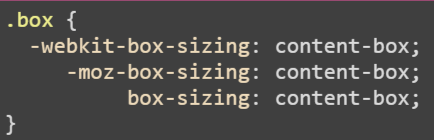 .box {
  -webkit-box-sizing: content-box;
     -moz-box-sizing: content-box;
          box-sizing: content-box;
}